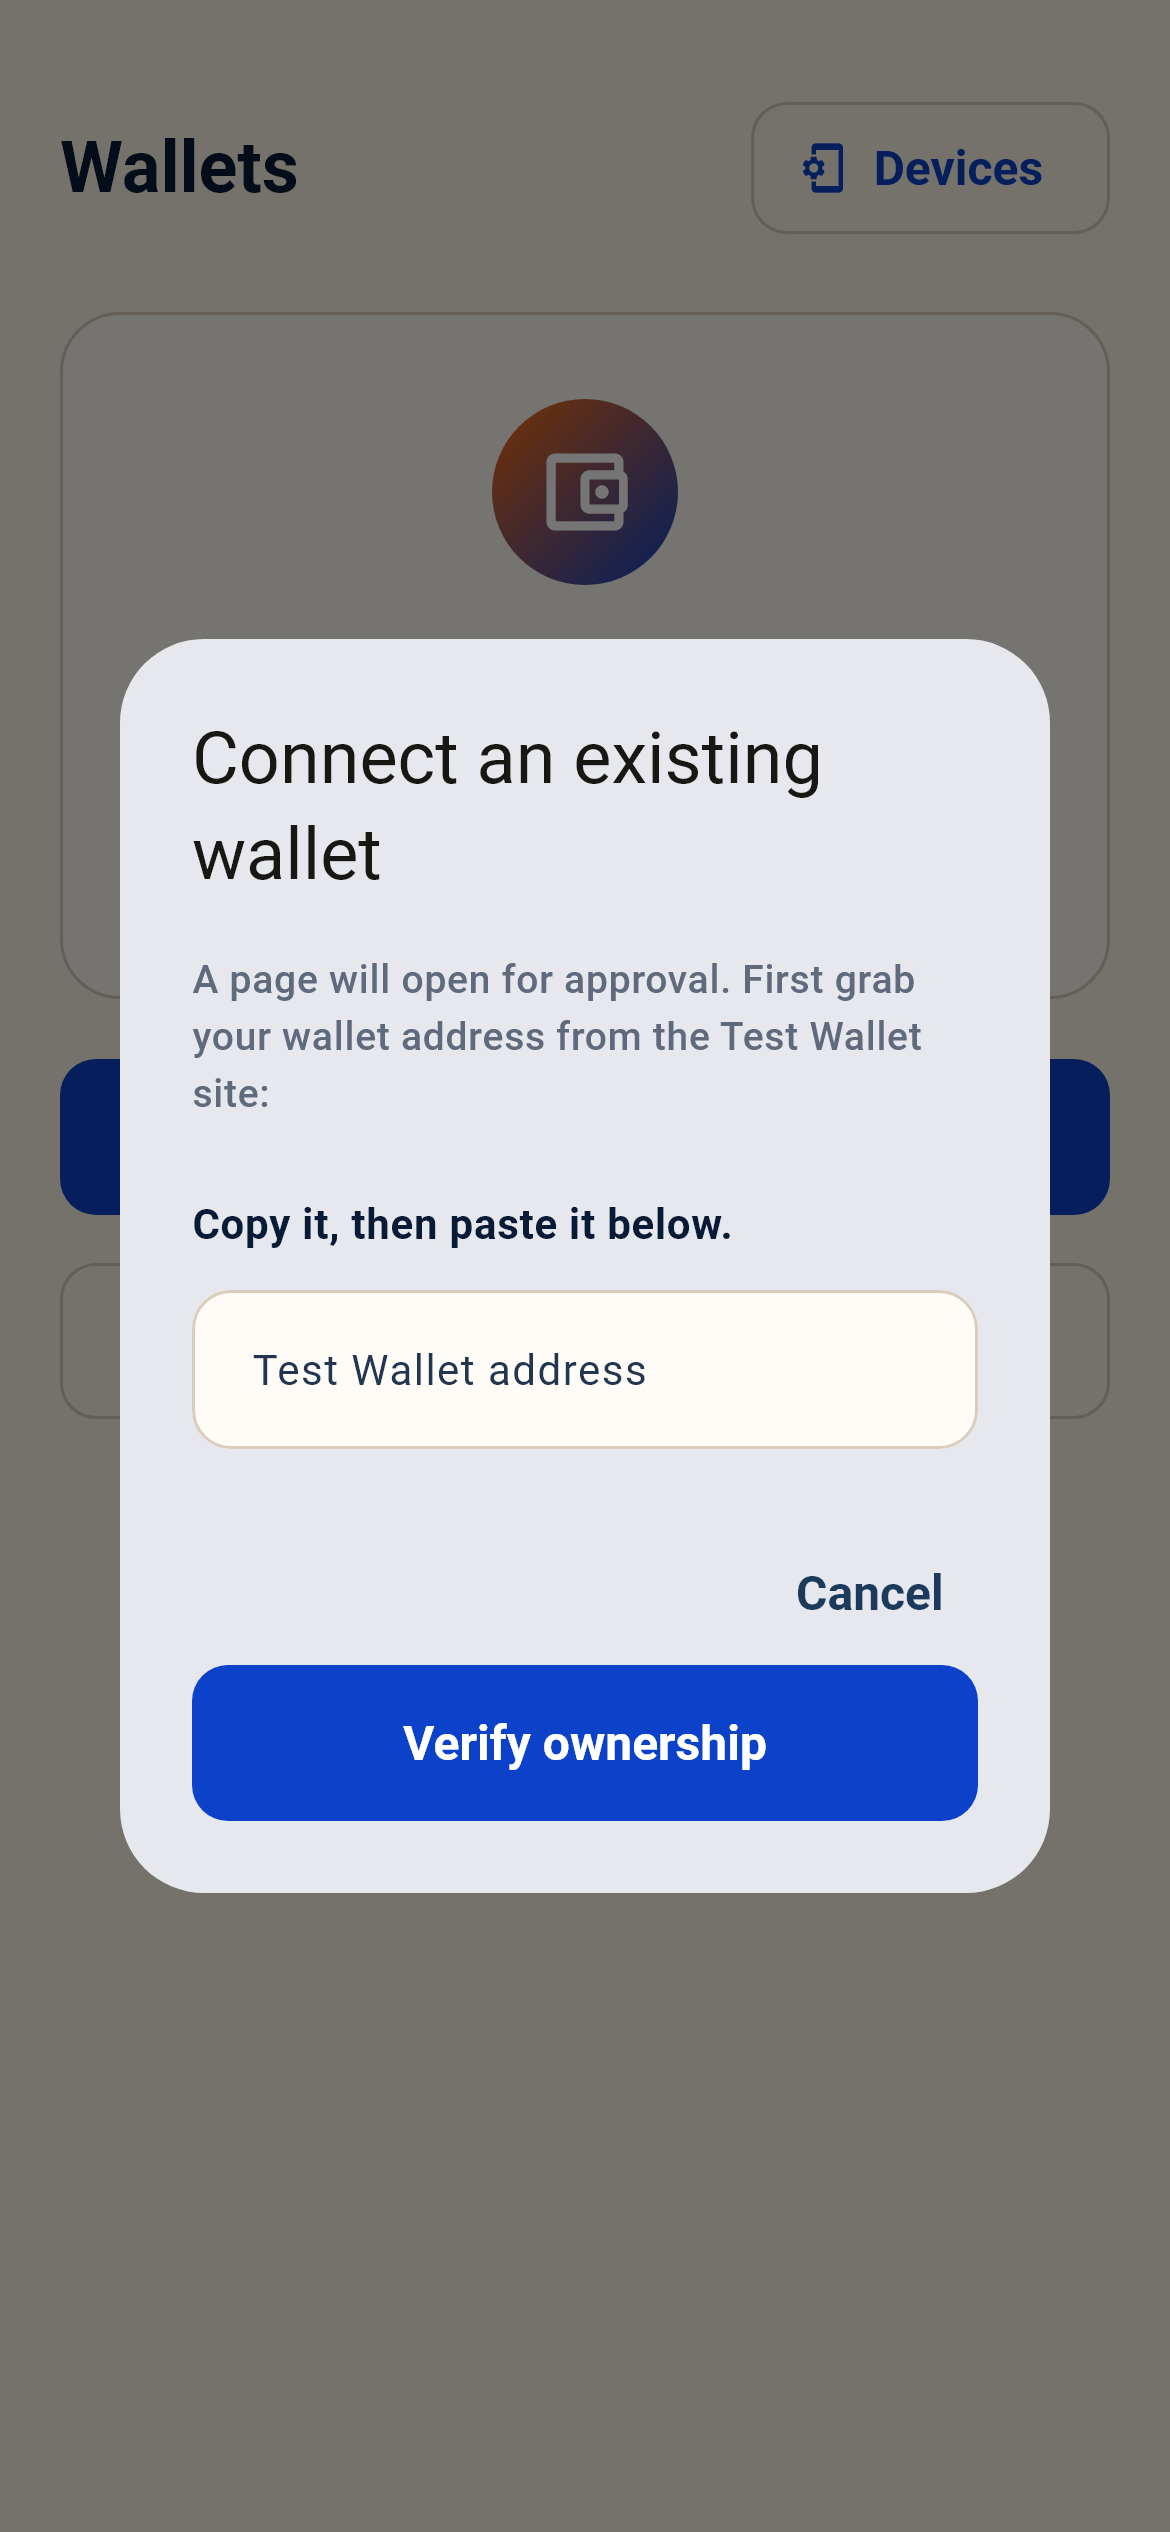 Wallets
Devices
Connect an existing
wallet
A page will open for approval. First grab
your wallet address from the Test Wallet
site:
Copy it, then paste it below.
Test Wallet address
Cancel
Verify ownership